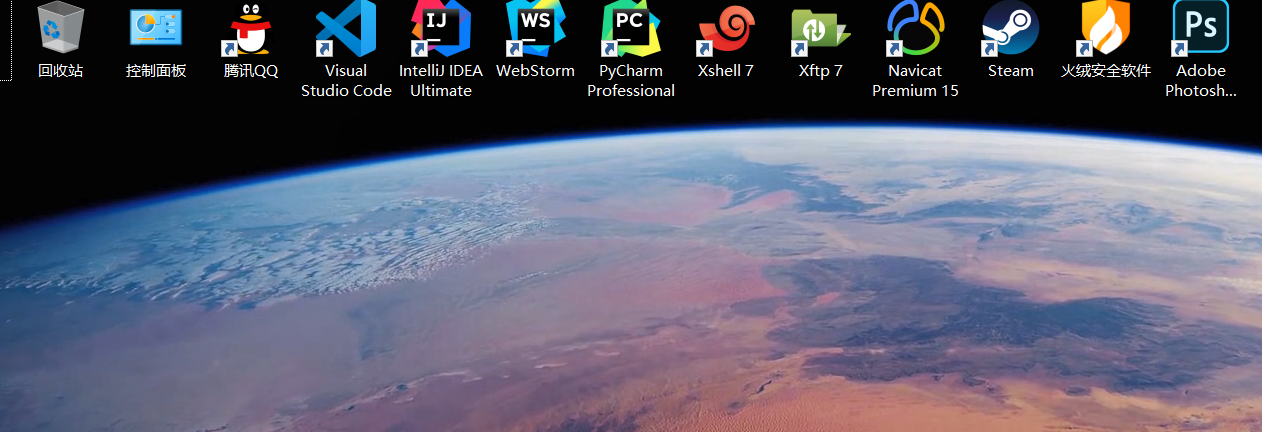 IJ
WS
PC
Ps
回收站
控制面板
腾讯QQ
Visual
Studio Code
IntelliJ IDEA
Ultimate
WebStorm
PyCharm
Professional
Xshell 7
Xftp 7
Navicat
Premium 15
Steam
火绒安全软件
Adobe
Photosh...